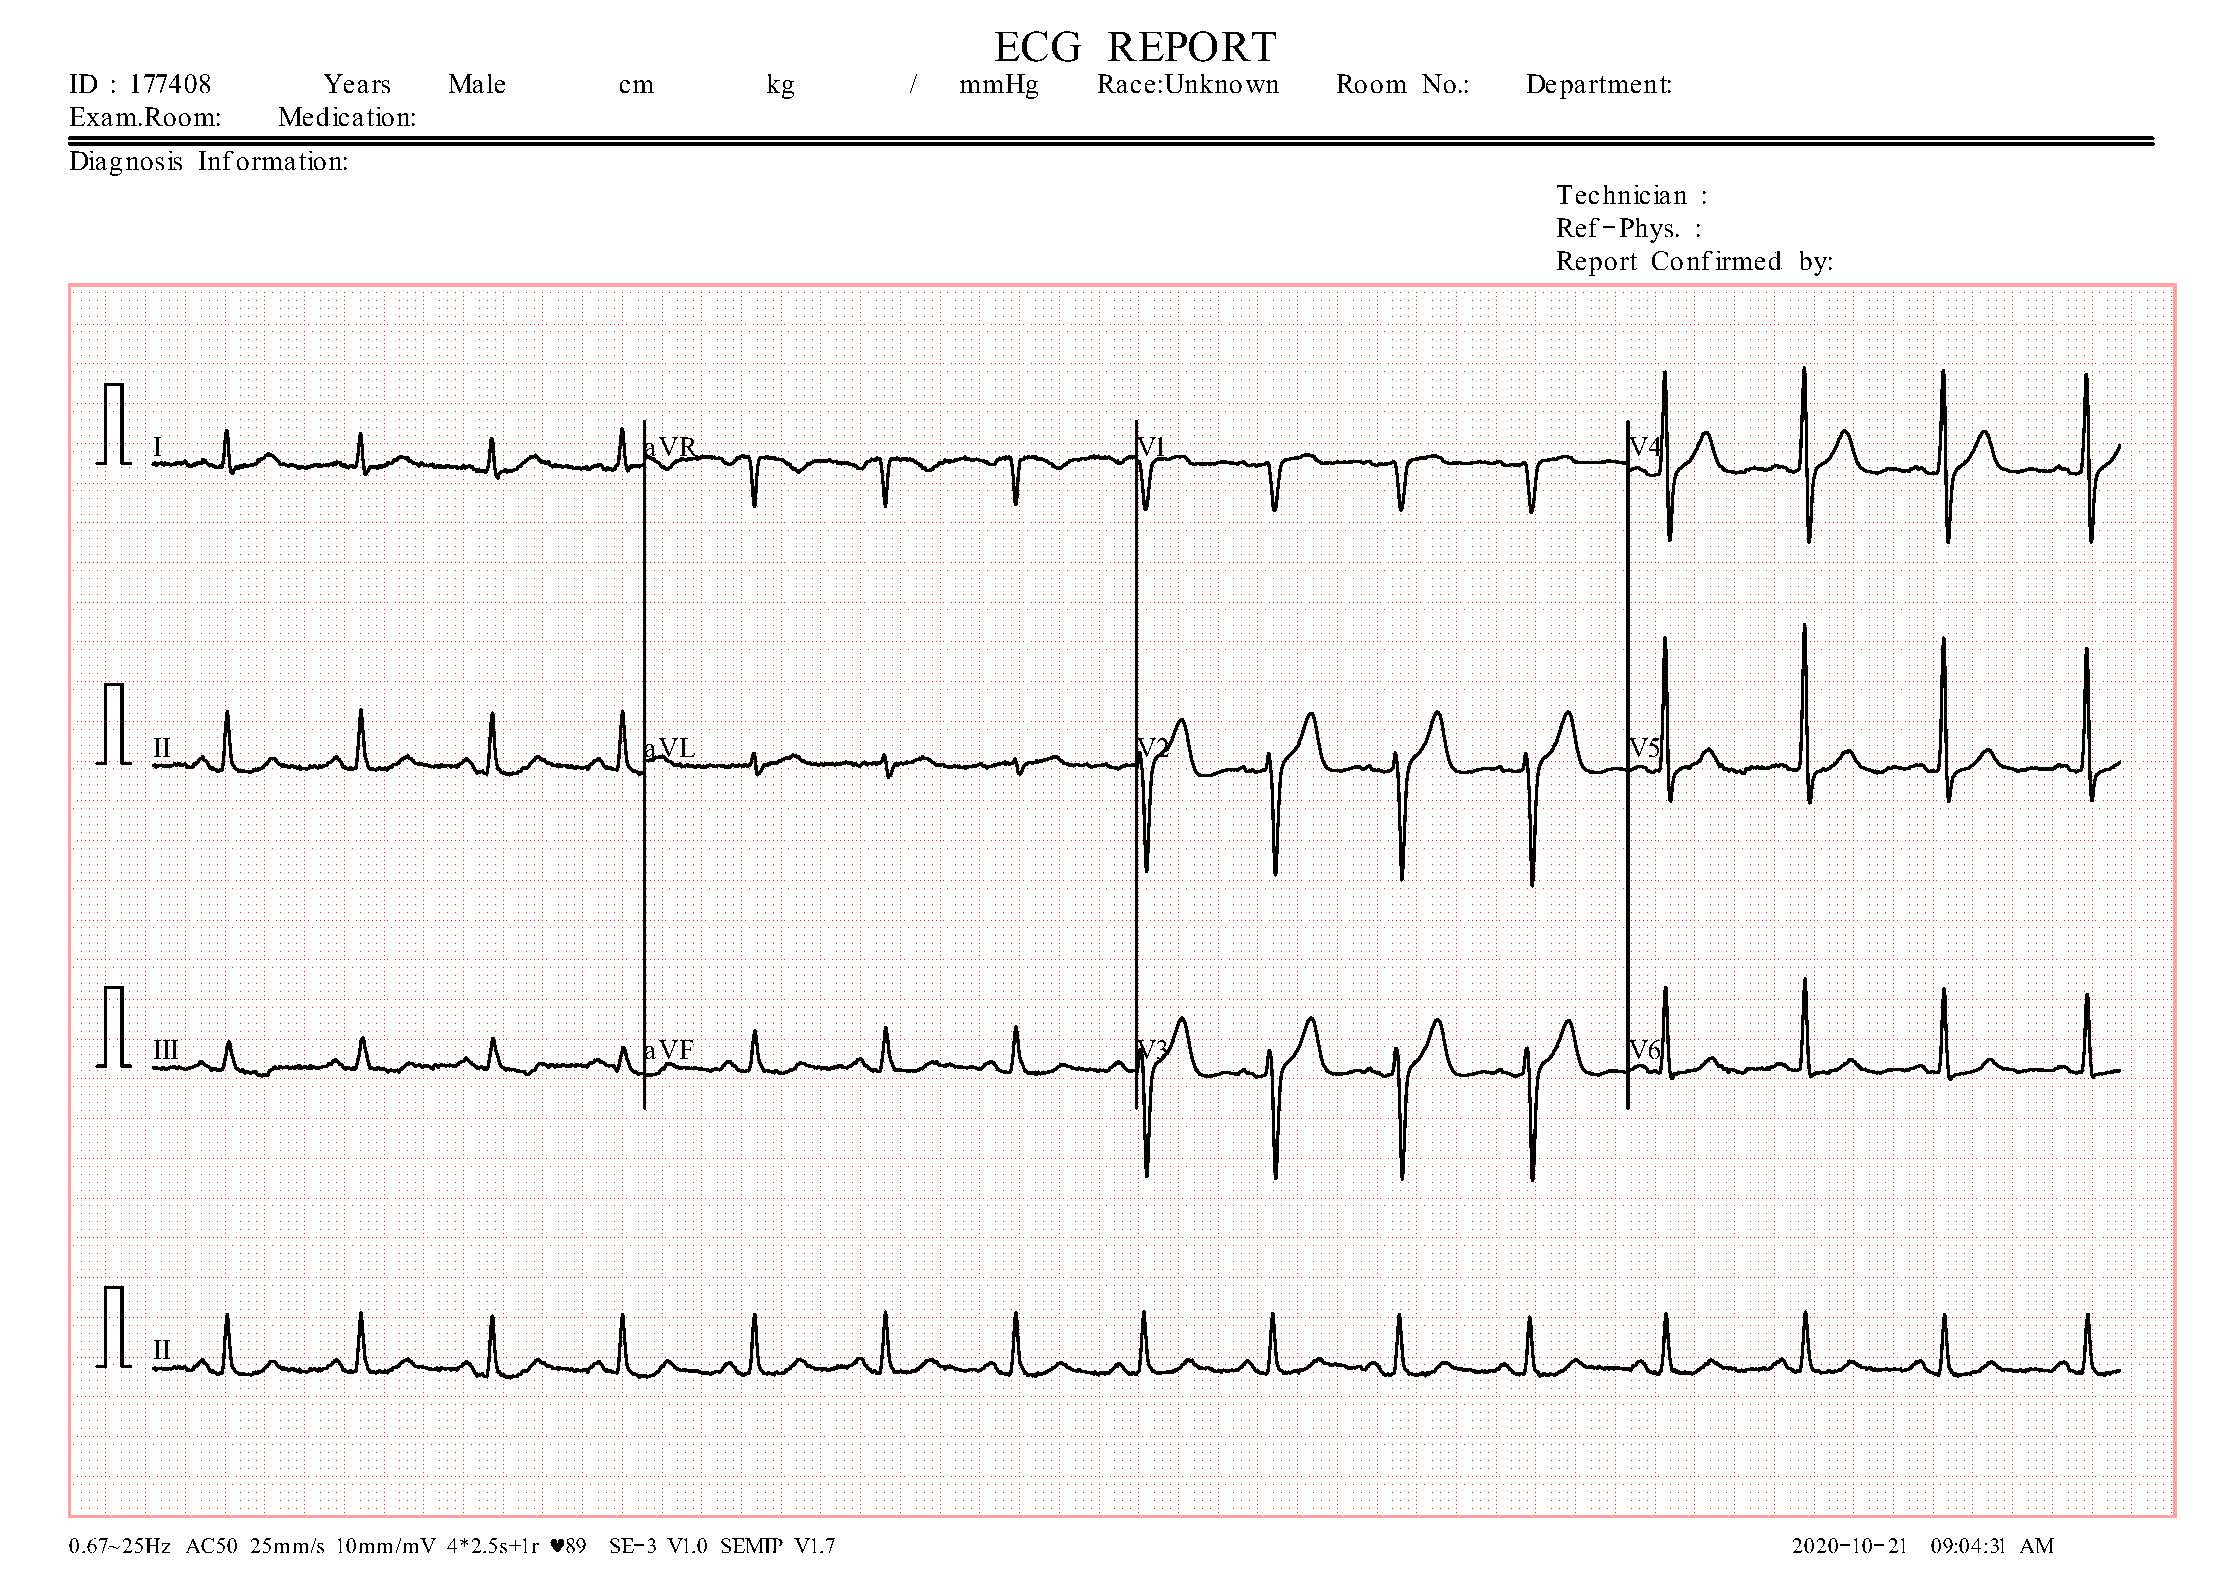 ECG REPORT
ID : 177408 Years Male cm kg / mmHg Race:Unknown Room No.: Department:
Exam.Room: Medication:
Diagnosis Information:
Technician :
Ref-Phys. :
Report Confirmed by:
I aVR V1 V4
II aVL V2 V5
III aVF V3 V6
II
0.67~25Hz AC50 25mm/s 10mm/mV 4*2.5s+1r ♥89 SE-3 V1.0 SEMIP V1.7 2020-10-21 09:04:31 AM